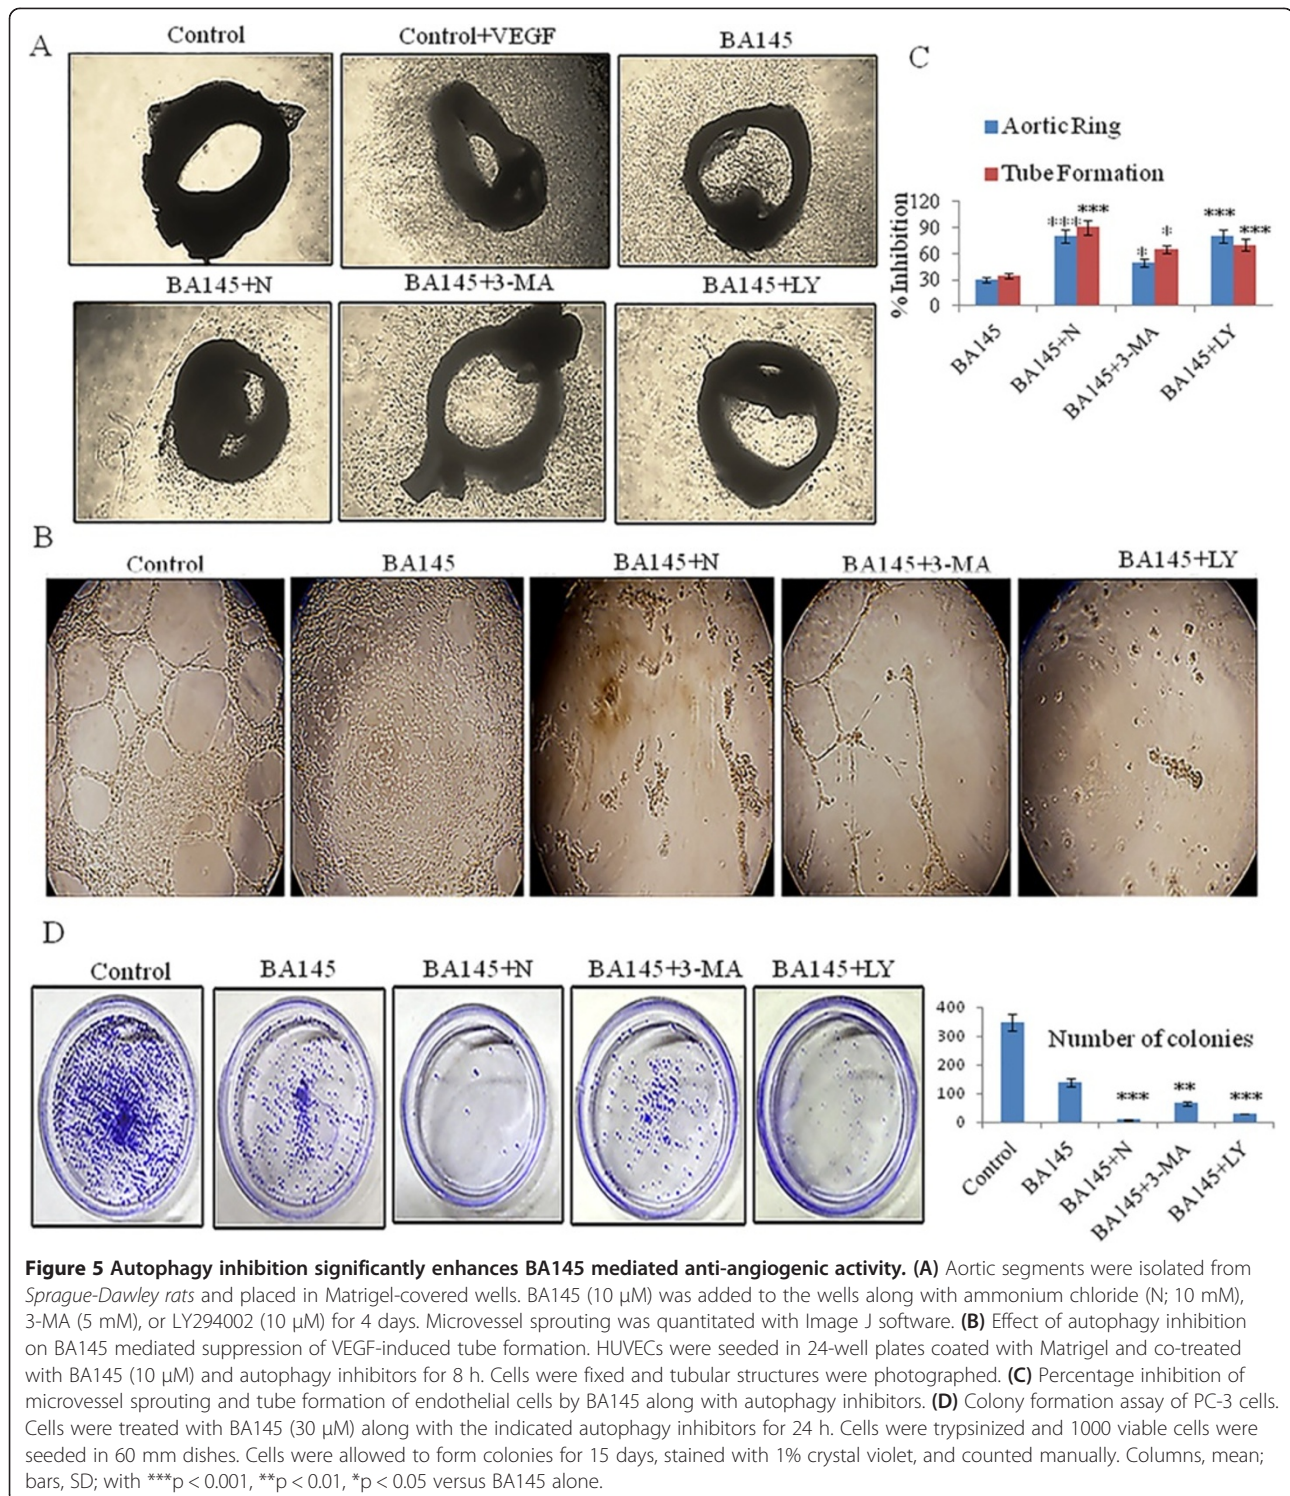 A
Control
Control+VEGF
BA145
BA145+N
BA145+3-MA
BA145+LY
C
Aortic Ring
Tube Formation
%Inhibition
120
90
60
30
0
***
***
*
*
***
***
BA145
BA145+N
BA145+3-MA
BA145+LY
B
Control
BA145
BA145+N
BA145+3-MA
BA145+LY
D
Control
BA145
BA145+N
BA145+3-MA
BA145+LY
Number of colonies
400
300
200
100
0
***
**
***
Control
BA145
BA145+N
BA145+3-MA
BA145+LY
Figure 5 Autophagy inhibition significantly enhances BA145 mediated anti-angiogenic activity. (A) Aortic segments were isolated from
Sprague-Dawley rats and placed in Matrigel-covered wells. BA145 (10 μM) was added to the wells along with ammonium chloride (N; 10 mM),
3-MA (5 mM), or LY294002 (10 μM) for 4 days. Microvessel sprouting was quantitated with Image J software. (B) Effect of autophagy inhibition
on BA145 mediated suppression of VEGF-induced tube formation. HUVECs were seeded in 24-well plates coated with Matrigel and co-treated
with BA145 (10 μM) and autophagy inhibitors for 8 h. Cells were fixed and tubular structures were photographed. (C) Percentage inhibition of
microvessel sprouting and tube formation of endothelial cells by BA145 along with autophagy inhibitors. (D) Colony formation assay of PC-3 cells.
Cells were treated with BA145 (30 μM) along with the indicated autophagy inhibitors for 24 h. Cells were trypsinized and 1000 viable cells were
seeded in 60 mm dishes. Cells were allowed to form colonies for 15 days, stained with 1% crystal violet, and counted manually. Columns, mean;
bars, SD; with ***p < 0.001, **p < 0.01, *p < 0.05 versus BA145 alone.